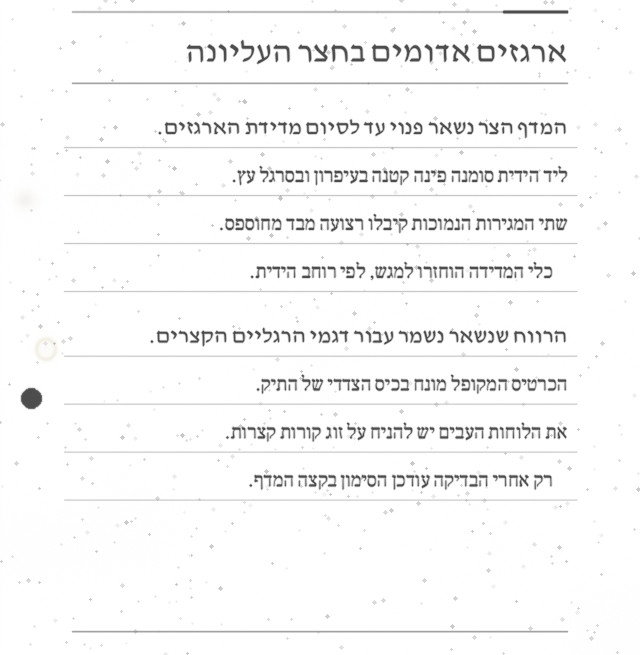 ארגזים אדומים בחצר העליונה
המדף הצר נשאר פנוי עד לסיום מדידת הארגזים.
ליד הידית סומנה פינה קטנה בעיפרון ובסרגל עץ.
שתי המגירות הנמוכות קיבלו רצועה מבד מחוספס.
כלי המדידה הוחזרו למגש, לפי רוחב הידית.
הרווח שנשאר נשמר עבור דגמי הרגליים הקצרים.
הכרטיס המקופל מונח בכיס הצדדי של התיק.
את הלוחות העבים יש להניח על זוג קורות קצרות.
רק אחרי הבדיקה עודכן הסימון בקצה המדף.